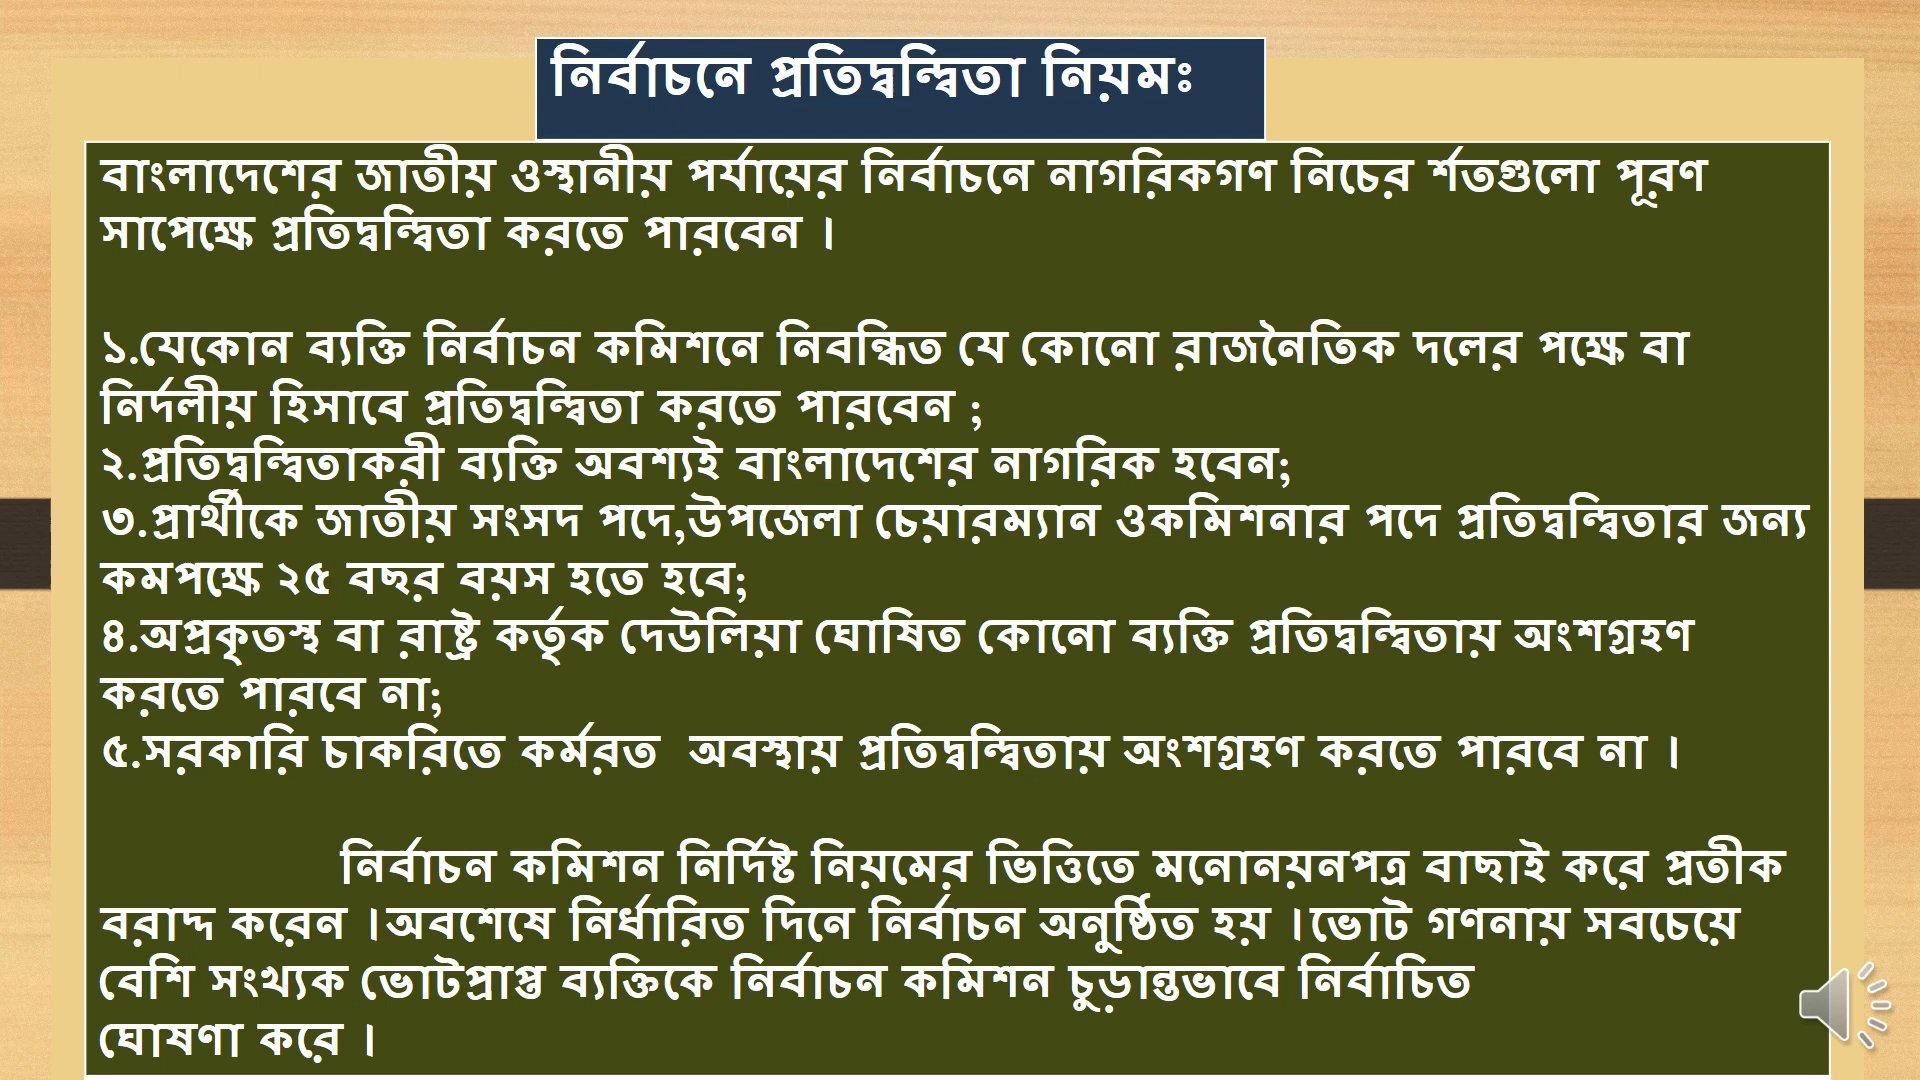 নির্বাচনে প্রতিদ্বন্দ্বিতা নিয়মঃ
বাংলাদেশের জাতীয় ওস্থানীয় পর্যায়ের নির্বাচনে নাগরিকগণ নিচের র্শতগুলো পূরণ
সাপেক্ষে প্রতিদ্বন্দ্বিতা করতে পারবেন ।
১.যেকোন ব্যক্তি নির্বাচন কমিশনে নিবন্ধিত যে কোনো রাজনৈতিক দলের পক্ষে বা
নির্দলীয় হিসাবে প্রতিদ্বন্দ্বিতা করতে পারবেন ;
২.প্রতিদ্বন্দ্বিতাকরী ব্যক্তি অবশ্যই বাংলাদেশের নাগরিক হবেন;
৩.প্রার্থীকে জাতীয় সংসদ পদে,উপজেলা চেয়ারম্যান ওকমিশনার পদে প্রতিদ্বন্দ্বিতার জন্য
কমপক্ষে ২৫ বছর বয়স হতে হবে;
৪.অপ্রকৃতস্থ বা রাষ্ট্র কর্তৃক দেউলিয়া ঘোষিত কোনো ব্যক্তি প্রতিদ্বন্দ্বিতায় অংশগ্রহণ
করতে পারবে না;
৫.সরকারি চাকরিতে কর্মরত  অবস্থায় প্রতিদ্বন্দ্বিতায় অংশগ্রহণ করতে পারবে না ।
নির্বাচন কমিশন নির্দিষ্ট নিয়মের ভিত্তিতে মনোনয়নপত্র বাছাই করে প্রতীক
বরাদ্দ করেন ।অবশেষে নির্ধারিত দিনে নির্বাচন অনুষ্ঠিত হয় ।ভোট গণনায় সবচেয়ে
বেশি সংখ্যক ভোটপ্রাপ্ত ব্যক্তিকে নির্বাচন কমিশন চুড়ান্তভাবে নির্বাচিত
ঘোষণা করে ।